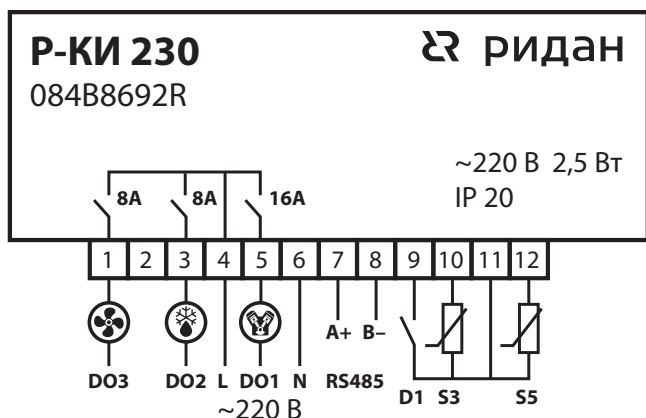 Р-КИ 230
ридан
084B8692R
~220 В 2,5 Вт
IP 20
8A 8A 16A
1 2 3 4 5 6 7 8 9 10 11 12
A+ B–
DO3 DO2 L DO1 N RS485 D1 S3 S5
~220 В